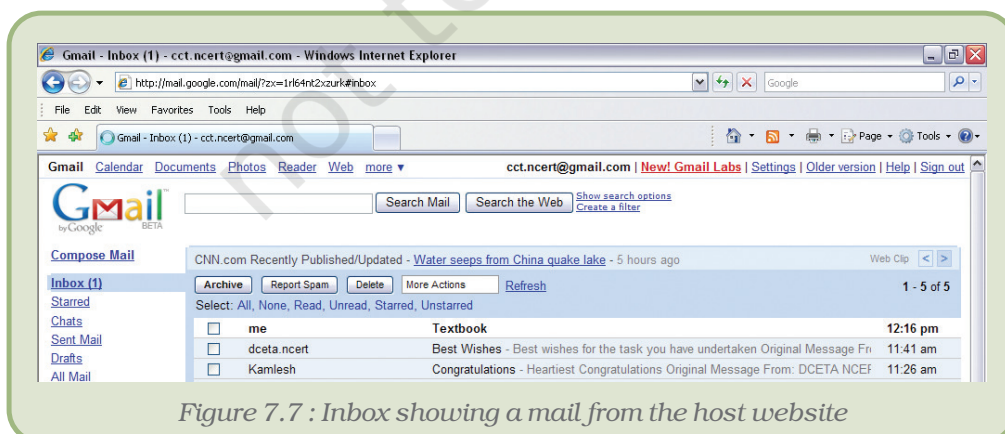 not to
Gmail - Inbox (1) - cct.ncert@gmail.com - Windows Internet Explorer
http://mail.google.com/mail/?zx=1rl64nt2xzurk#inbox
Google
File Edit View Favorites Tools Help
Gmail - Inbox (1) - cct.ncert@gmail.com
Page Tools
Gmail Calendar Documents Photos Reader Web more cct.ncert@gmail.com | New! Gmail Labs | Settings | Older version | Help | Sign out
Gmail
by Google BETA
Search Mail Search the Web Show search options
Create a filter
Compose Mail
CNN.com Recently Published/Updated - Water seeps from China quake lake - 5 hours ago Web Clip < >
Inbox (1)
Archive Report Spam Delete More Actions Refresh 1 - 5 of 5
Starred
Select: All, None, Read, Unread, Starred, Unstarred
Chats
me Textbook 12:16 pm
Sent Mail
dceta.ncert Best Wishes - Best wishes for the task you have undertaken Original Message 11:41 am
Drafts
Kamlesh Congratulations - Heartiest Congratulations Original Message From: DCETA 11:26 am
All Mail
Figure 7.7 : Inbox showing a mail from the host website